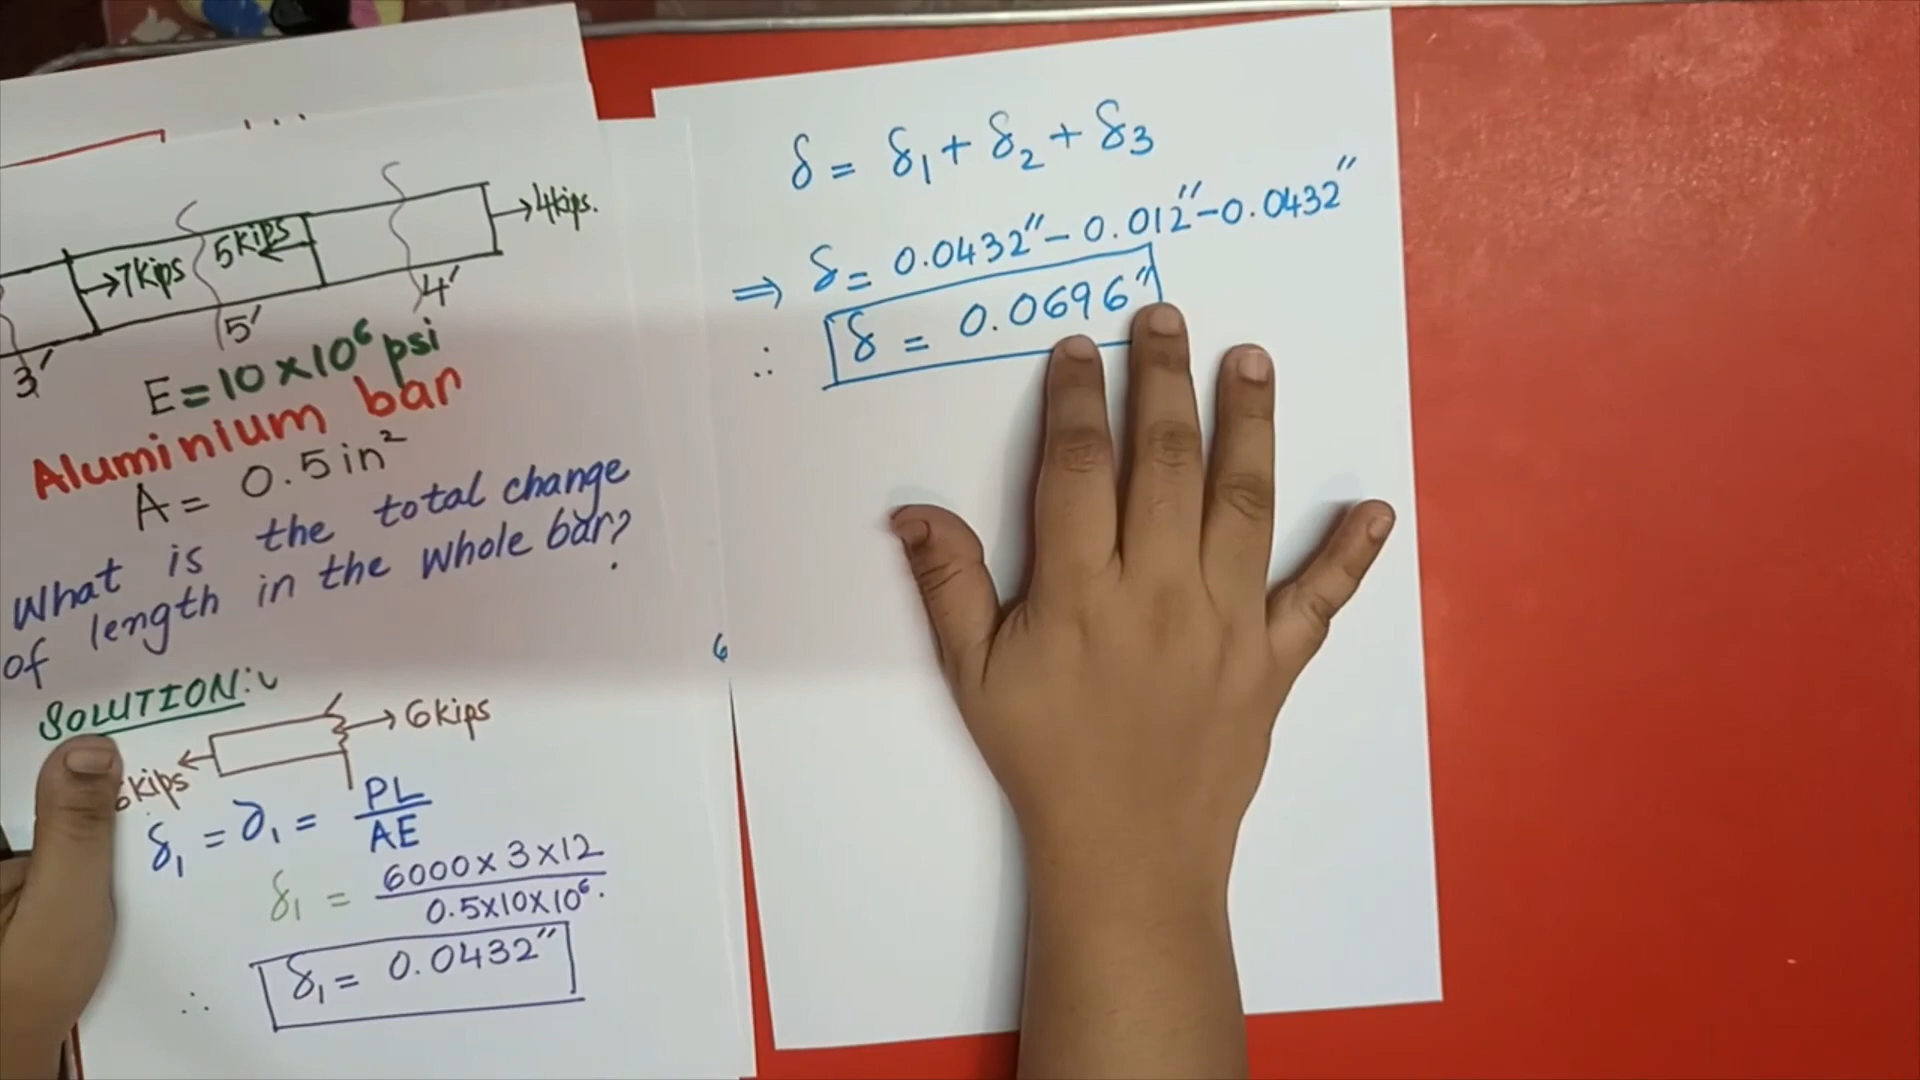 →7kips 5kips →4kips.
3' 5' 4'
E=10×10⁶ psi
Aluminium bar
A = 0.5in²
What is the total change
of length in the whole bar?
SOLUTION:
→6kips
6kips
δ₁ = ∂₁ = PL/AE
δ₁ = 6000×3×12/0.5×10×10⁶.
∴ δ₁ = 0.0432"
δ = δ₁ + δ₂ + δ3
⇒ δ = 0.0432" - 0.012" - 0.0432"
∴ δ = 0.0696"
6